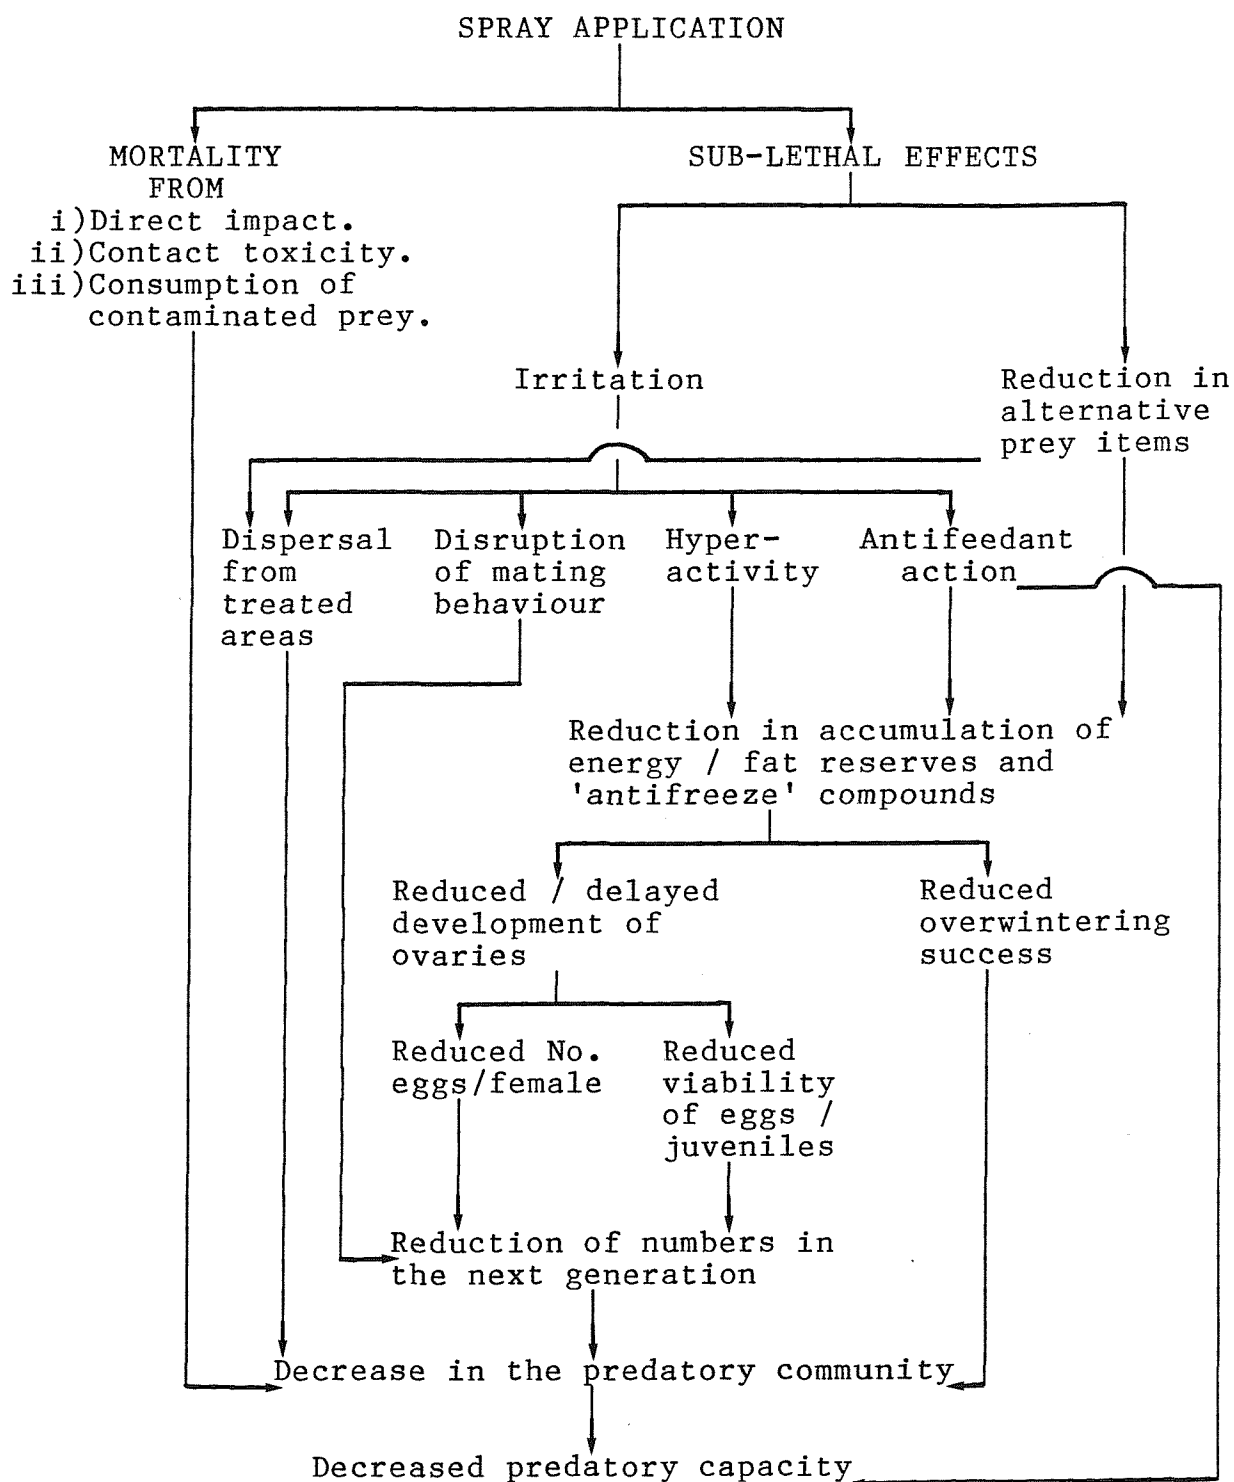 SPRAY APPLICATION
MORTALITY
FROM
i)Direct impact.
ii)Contact toxicity.
iii)Consumption of
contaminated prey.
SUB-LETHAL EFFECTS
Irritation
Reduction in
alternative
prey items
Dispersal
from
treated
areas
Disruption
of mating
behaviour
Hyper-
activity
Antifeedant
action
Reduction in accumulation of
energy / fat reserves and
'antifreeze' compounds
Reduced / delayed
development of
ovaries
Reduced
overwintering
success
Reduced No.
eggs/female
Reduced
viability
of eggs /
juveniles
Reduction of numbers in
the next generation
Decrease in the predatory community
Decreased predatory capacity